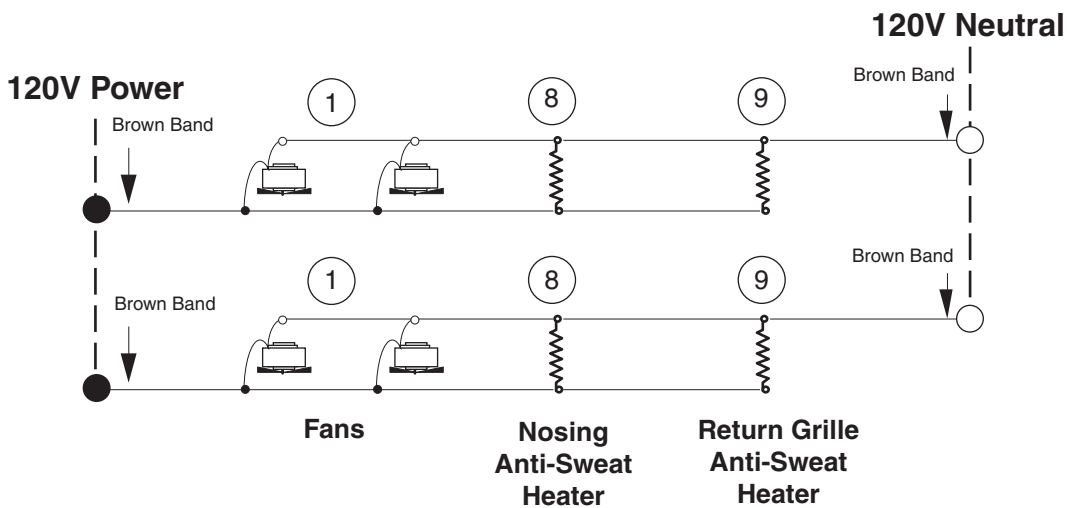 120V Neutral
120V Power
Brown Band
Brown Band
1
8
9
Brown Band
Brown Band
1
8
9
Fans
Nosing
Anti-Sweat
Heater
Return Grille
Anti-Sweat
Heater